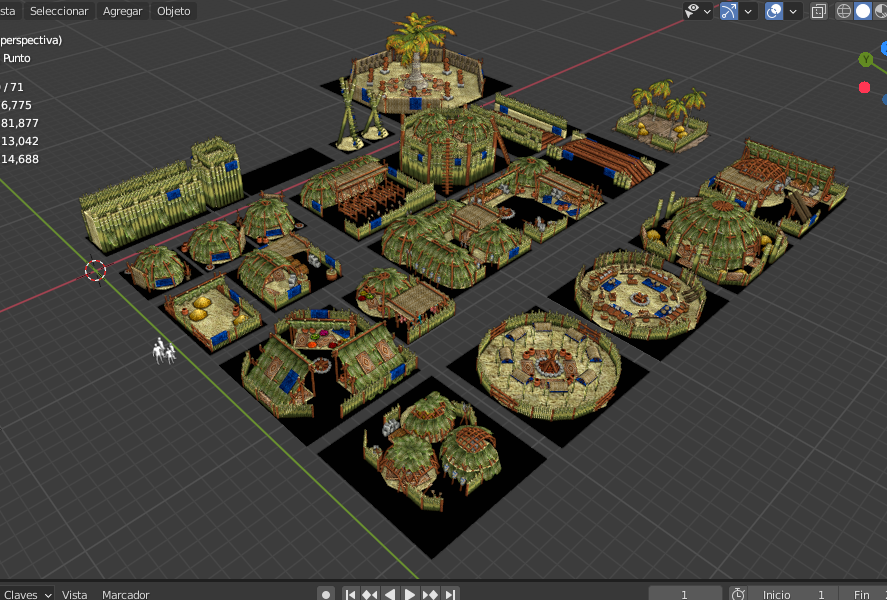 sta Seleccionar Agregar Objeto
perspectiva)
Punto
/ 71
6,775
81,877
13,042
14,688
Y
Claves Vista Marcador
1 Inicio 1 Fin